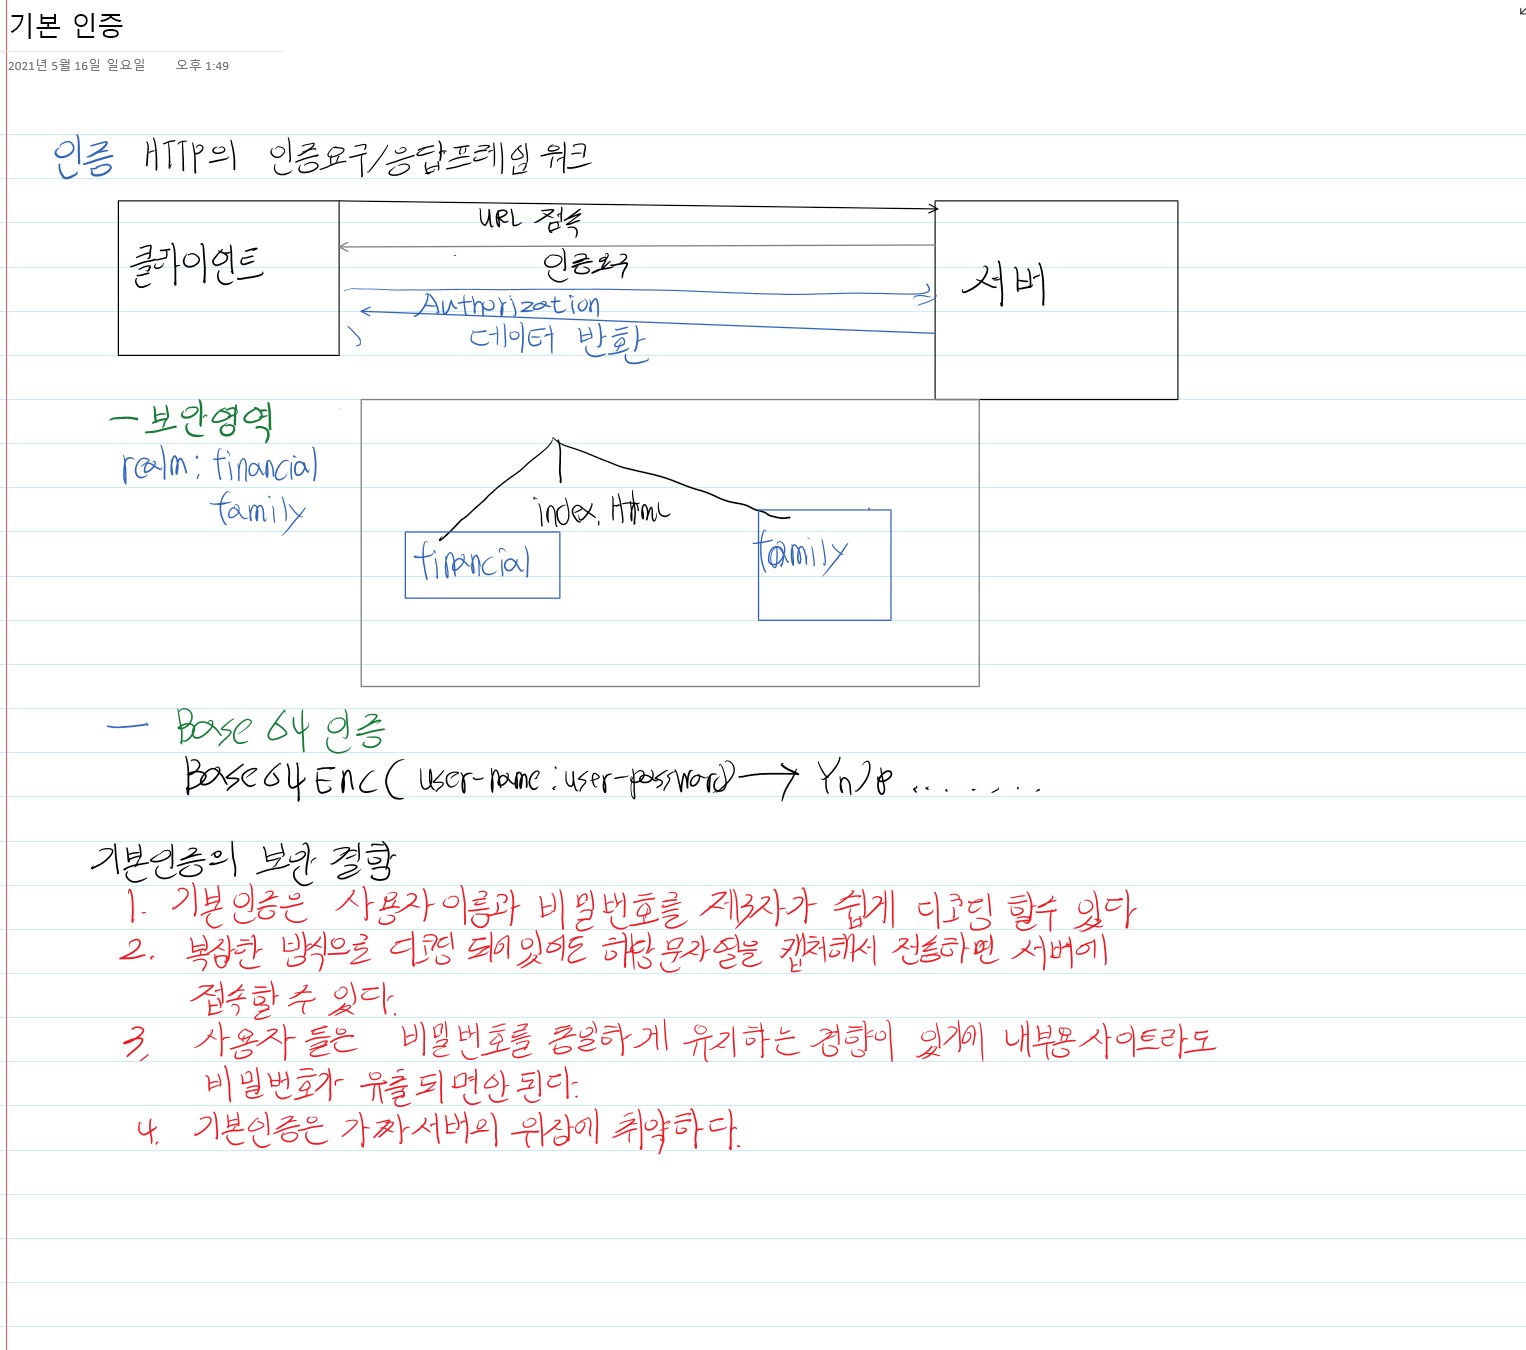 기본 인증
2021년 5월 16일 일요일 오후 1:49
인증 HTTP의 인증요구/응답프레임 워크
URL 접속
클라이언트
인증요구
서버
Authorization
데이터 반환
- 보안영역
realm: financial
family
index.Html
financial
family
- Base 64 인증
Base64 Enc( user-name:user-password) → Yn
기본인증의 보안 결함
1. 기본인증은 사용자이름과 비밀번호를 제3자가 쉽게 디코딩 할수 있다
2. 복잡한 방식으로 디코딩 되어있어도 해당문자열을 캡처해서 전송하면 서버에
접속할 수 있다.
3. 사용자 들은 비밀번호를 동일하게 유지하는 경향이 있기에 내부용 사이트라도
비밀번호가 유출되면안된다.
4. 기본인증은 가짜서버의 위장에 취약하다.